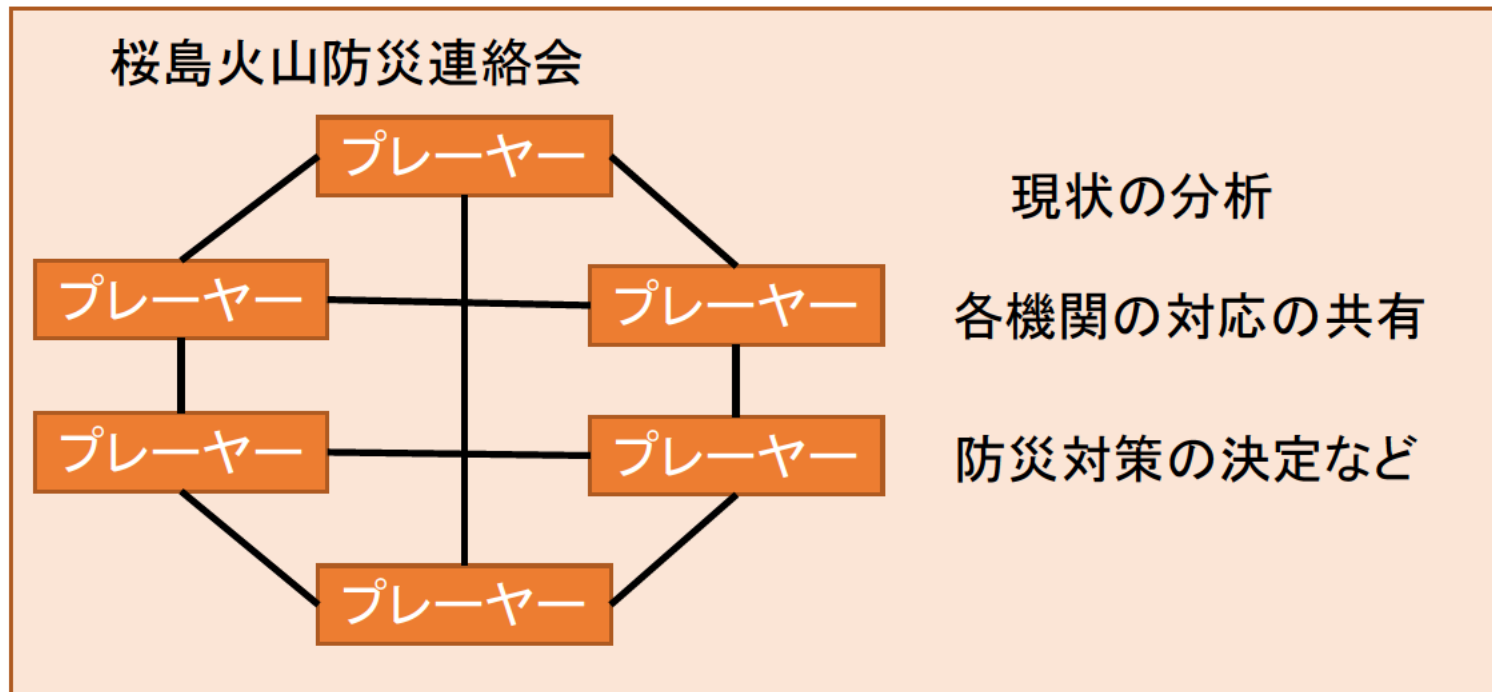 桜島火山防災連絡会
プレーヤー
現状の分析
プレーヤー
プレーヤー
各機関の対応の共有
プレーヤー
プレーヤー
防災対策の決定など
プレーヤー